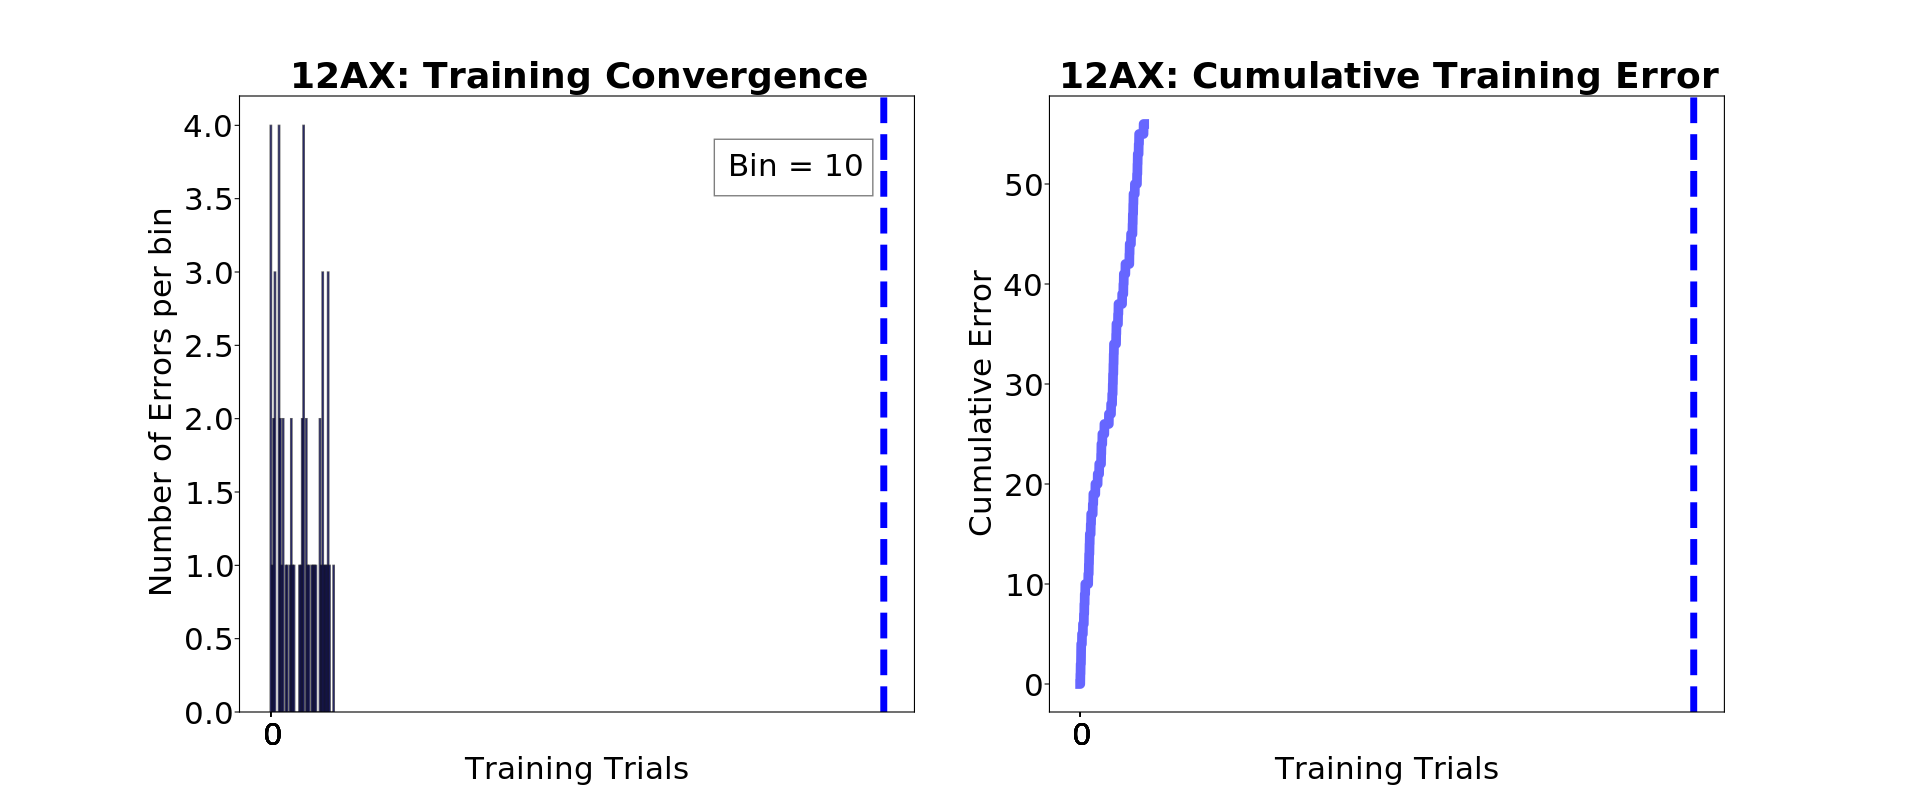 12AX: Training Convergence
Number of Errors per bin
4.0
3.5
3.0
2.5
2.0
1.5
1.0
0.5
0.0
Bin = 10
0
Training Trials
12AX: Cumulative Training Error
Cumulative Error
50
40
30
20
10
0
0
Training Trials